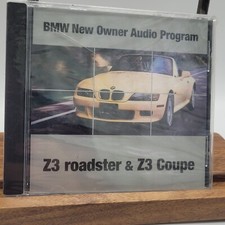 BMW New Owner Audio Program
Z3 roadster & Z3 Coupe